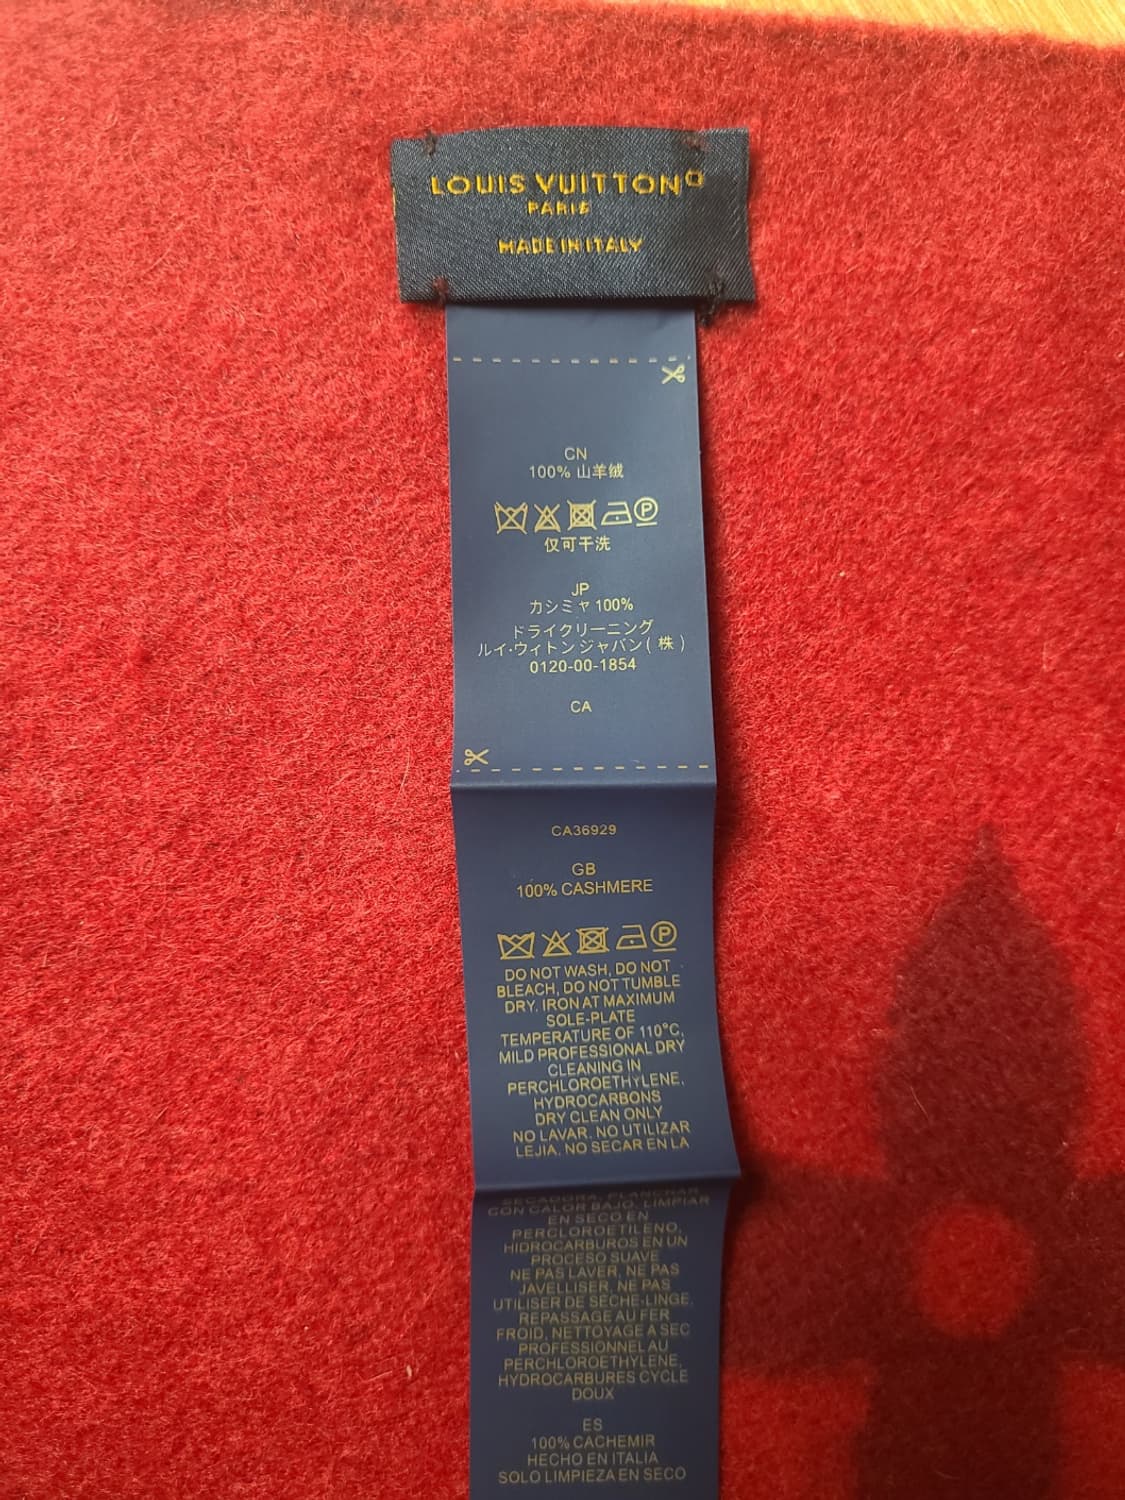 LOUIS VUITTON
PARIS
MADE IN ITALY
CN
100% 山羊绒
P
仅可干洗
JP
カシミヤ 100%
ドライクリーニング
ルイ・ウィトン ジャパン( 株 )
0120-00-1854
CA
CA36929
GB
100% CASHMERE
P
DO NOT WASH, DO NOT
BLEACH, DO NOT TUMBLE
DRY. IRON AT MAXIMUM
SOLE-PLATE
TEMPERATURE OF 110°C,
MILD PROFESSIONAL DRY
CLEANING IN
PERCHLOROETHYLENE,
HYDROCARBONS
DRY CLEAN ONLY
NO LAVAR. NO UTILIZAR
LEJIA. NO SECAR EN LA
SECADORA, PLANCHAR
CON CALOR BAJO. LIMPIAR
EN SECO EN
PERCLOROETILENO,
HIDROCARBUROS EN UN
PROCESO SUAVE
NE PAS LAVER, NE PAS
JAVELLISER, NE PAS
UTILISER DE SECHE-LINGE,
REPASSAGE AU FER
FROID, NETTOYAGE A SEC
PROFESSIONNEL AU
PERCHLOROETHYLENE,
HYDROCARBURES CYCLE
DOUX
ES
100% CACHEMIR
HECHO EN ITALIA
SOLO LIMPIEZA EN SECO